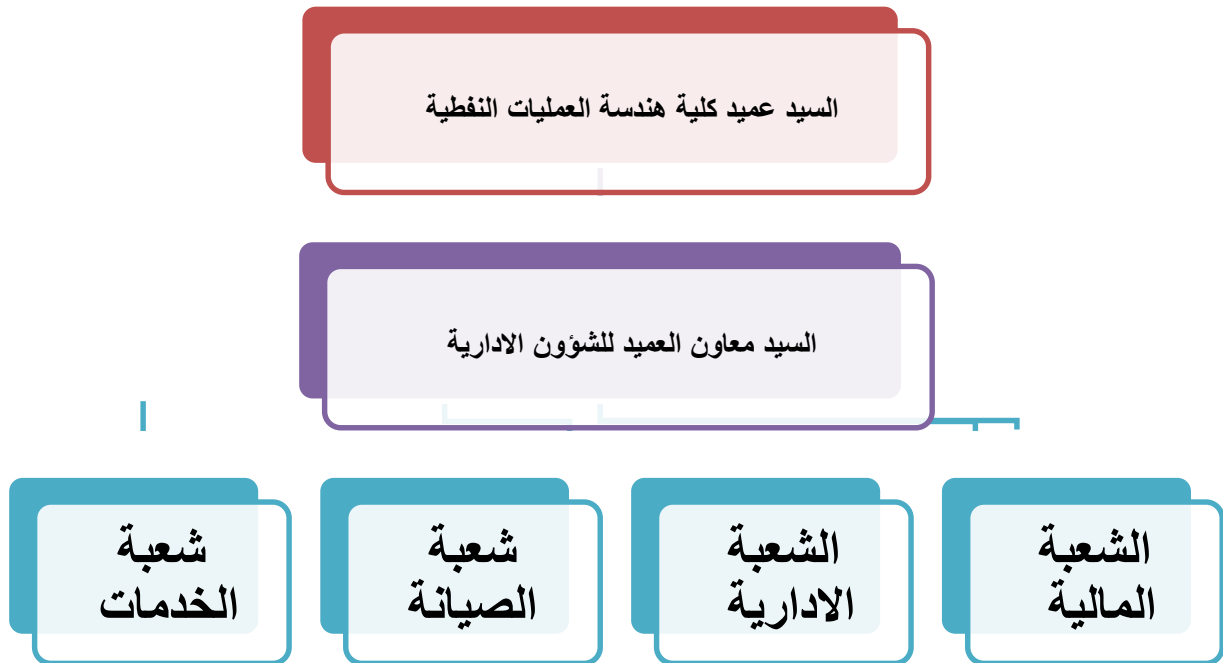 السيد عميد كلية هندسة العمليات النفطية
السيد معاون العميد للشؤون الادارية
الشعبة
المالية
الشعبة
الادارية
شعبة
الصيانة
شعبة
الخدمات